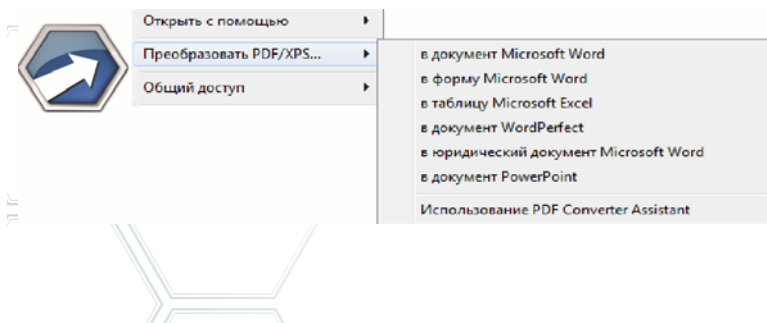 Открыть с помощью
Преобразовать PDF/XPS...
Общий доступ
в документ Microsoft Word
в форму Microsoft Word
в таблицу Microsoft Excel
в документ WordPerfect
в юридический документ Microsoft Word
в документ PowerPoint
Использование PDF Converter Assistant